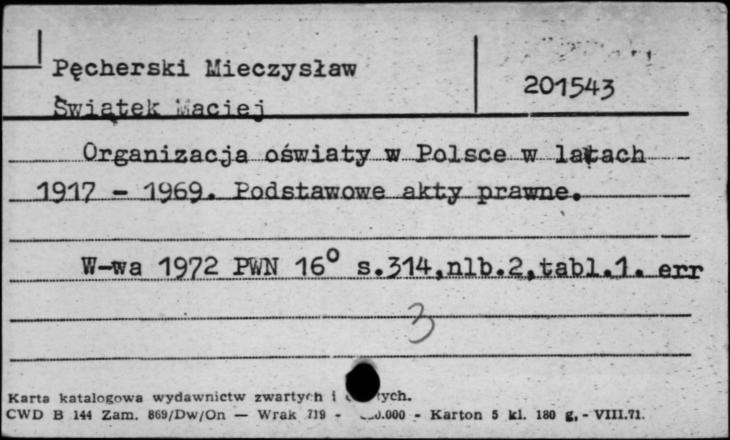 Pęcherski Mieczysław
201543
Świątek Maciej
Organizacja oświaty w Polsce w latach
1917 - 1969. Podstawowe akty prawne.
W-wa 1972 PWN 16° s.314,nlb.2,tabl.1. err
3
Karta katalogowa wydawnictw zwartych i
CWD B 144 Zam. 869/Dw/On — Wrak 719 - .000 - Karton 5 kl. 180 g, - VIII.71.